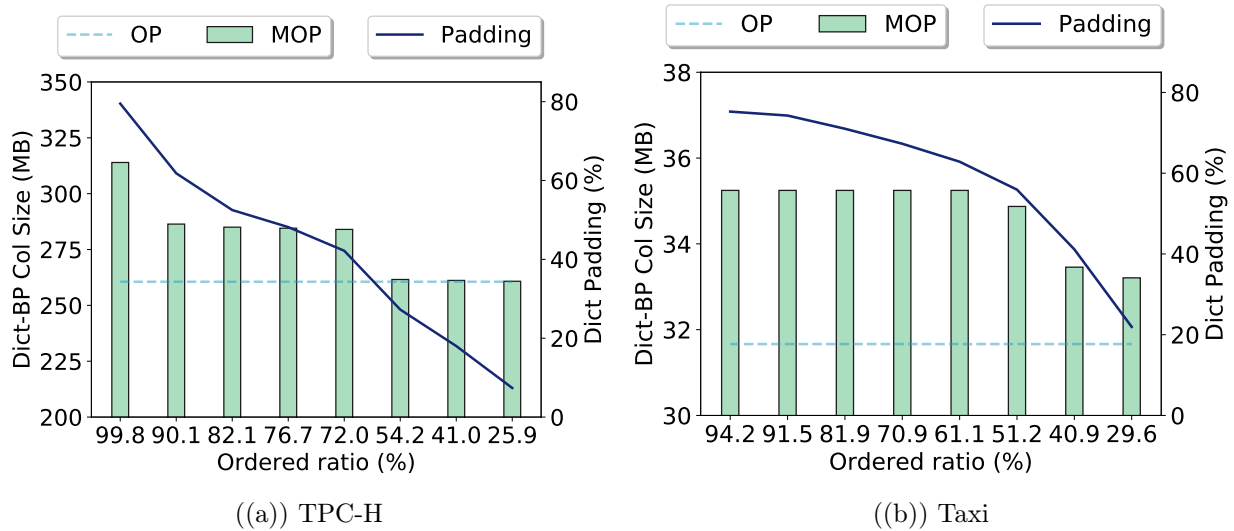 OP MOP Padding
350
325
300
275
250
225
200
Dict-BP Col Size (MB)
80
60
40
20
0
Dict Padding (%)
99.8 90.1 82.1 76.7 72.0 54.2 41.0 25.9
Ordered ratio (%)
((a)) TPC-H
OP MOP Padding
38
36
34
32
30
Dict-BP Col Size (MB)
80
60
40
20
0
Dict Padding (%)
94.2 91.5 81.9 70.9 61.1 51.2 40.9 29.6
Ordered ratio (%)
((b)) Taxi